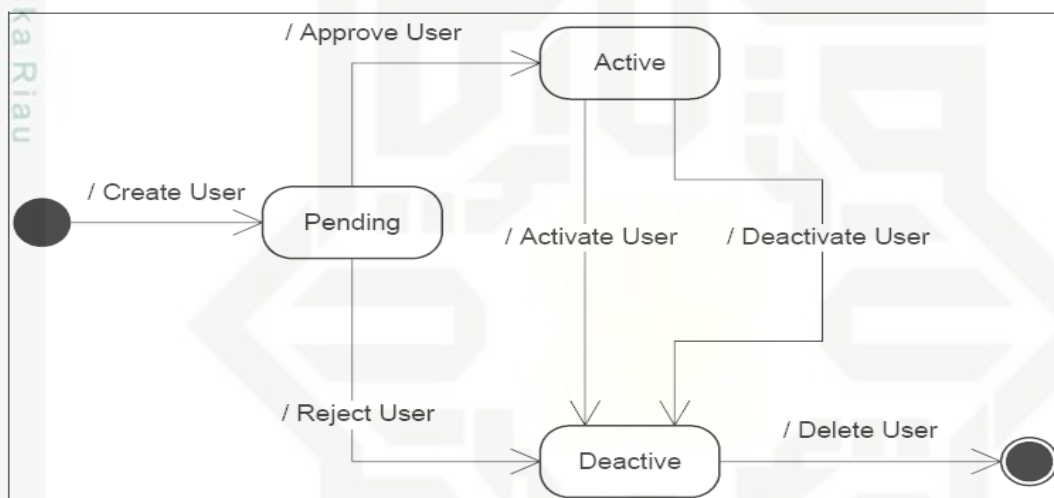 ka Riau
/ Approve User
Active
/ Create User
Pending
/ Activate User
/ Deactivate User
/ Reject User
Deactive
/ Delete User